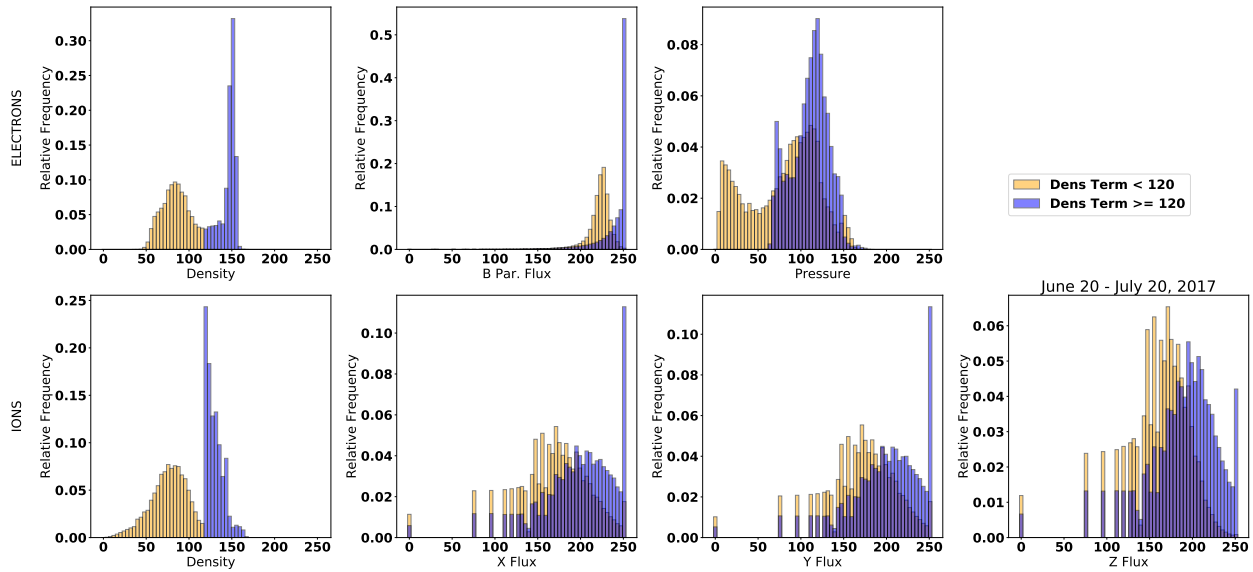 ELECTRONS
Relative Frequency
0.30
0.25
0.20
0.15
0.10
0.05
0.00
0 50 100 150 200 250
Density
Relative Frequency
0.5
0.4
0.3
0.2
0.1
0.0
0 50 100 150 200 250
B Par. Flux
Relative Frequency
0.08
0.06
0.04
0.02
0.00
0 50 100 150 200 250
Pressure
Dens Term < 120
Dens Term >= 120
IONS
Relative Frequency
0.25
0.20
0.15
0.10
0.05
0.00
0 50 100 150 200 250
Density
Relative Frequency
0.10
0.08
0.06
0.04
0.02
0.00
0 50 100 150 200 250
X Flux
Relative Frequency
0.10
0.08
0.06
0.04
0.02
0.00
0 50 100 150 200 250
Y Flux
June 20 - July 20, 2017
Relative Frequency
0.06
0.05
0.04
0.03
0.02
0.01
0.00
0 50 100 150 200 250
Z Flux